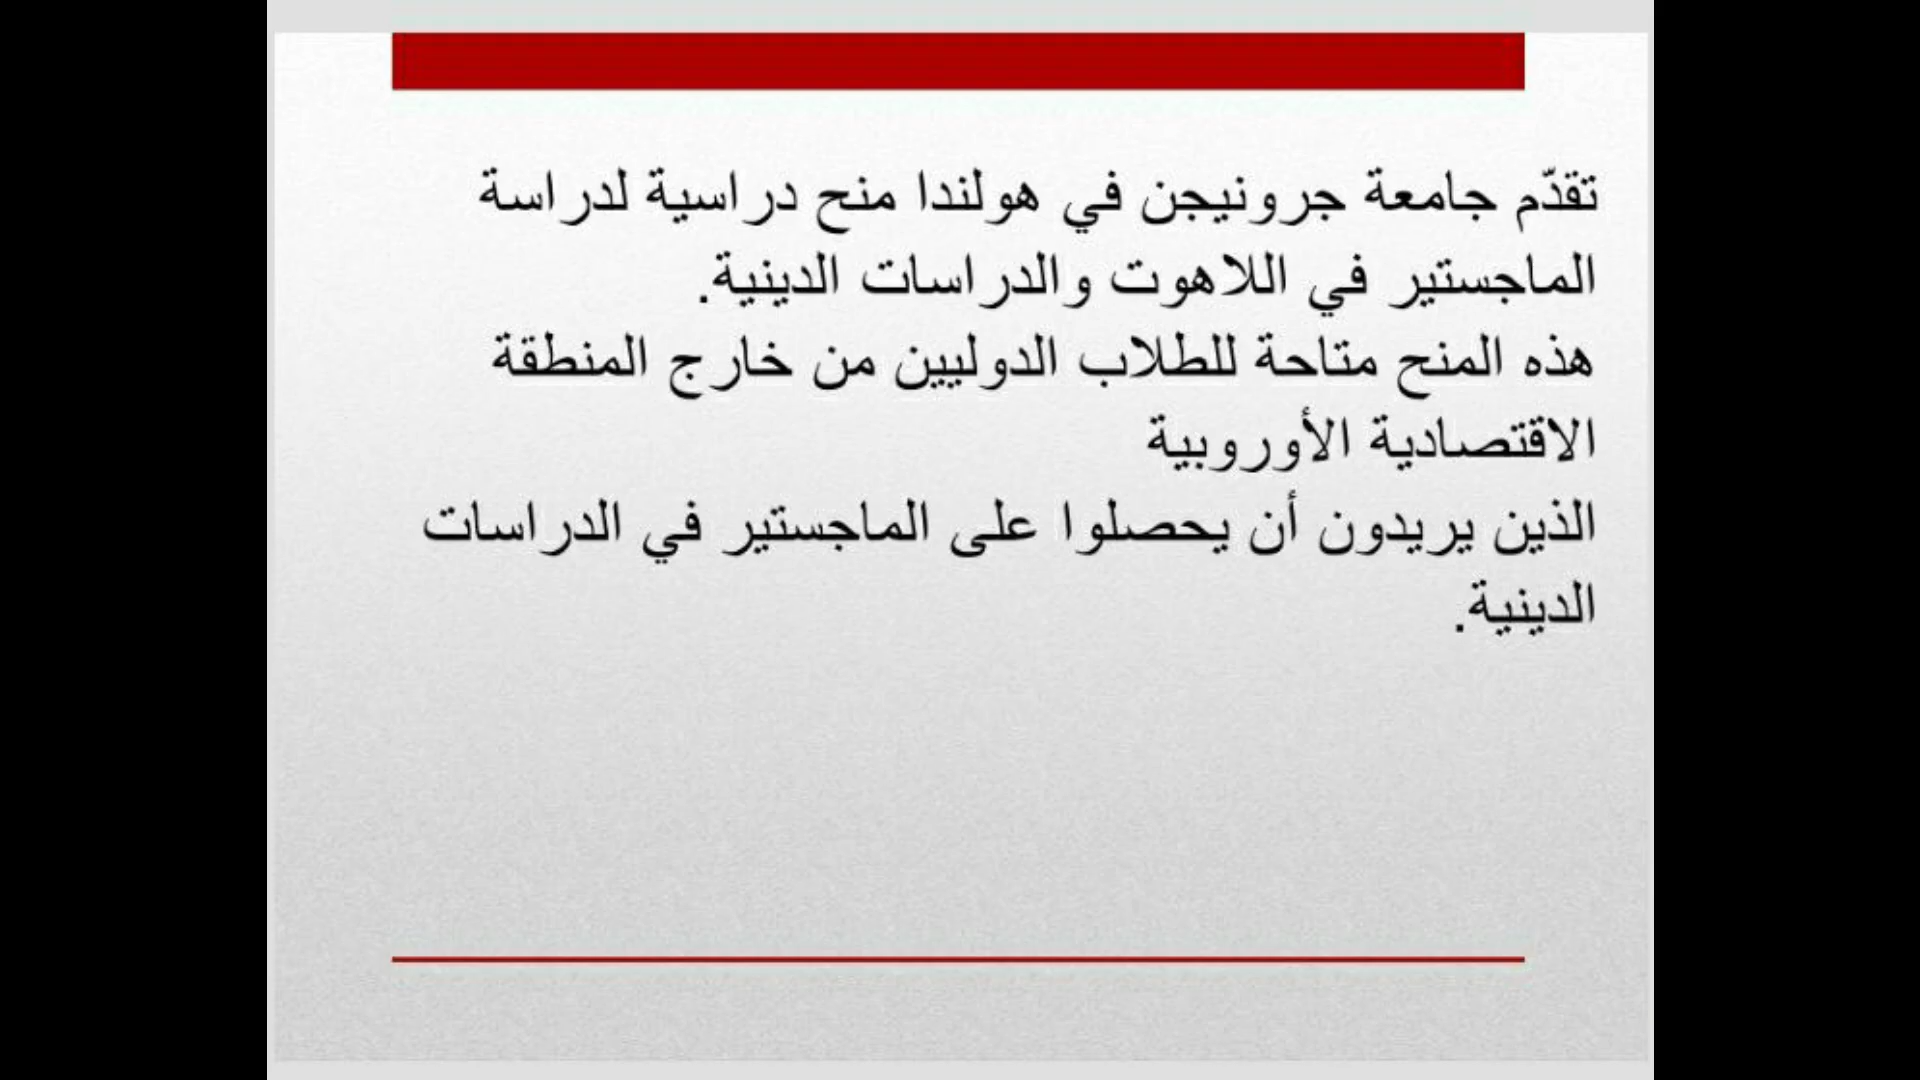 تقدّم جامعة جرونيجن في هولندا منح دراسية لدراسة
الماجستير في اللاهوت والدراسات الدينية.
هذه المنح متاحة للطلاب الدوليين من خارج المنطقة
الاقتصادية الأوروبية
الذين يريدون أن يحصلوا على الماجستير في الدراسات
الدينية.